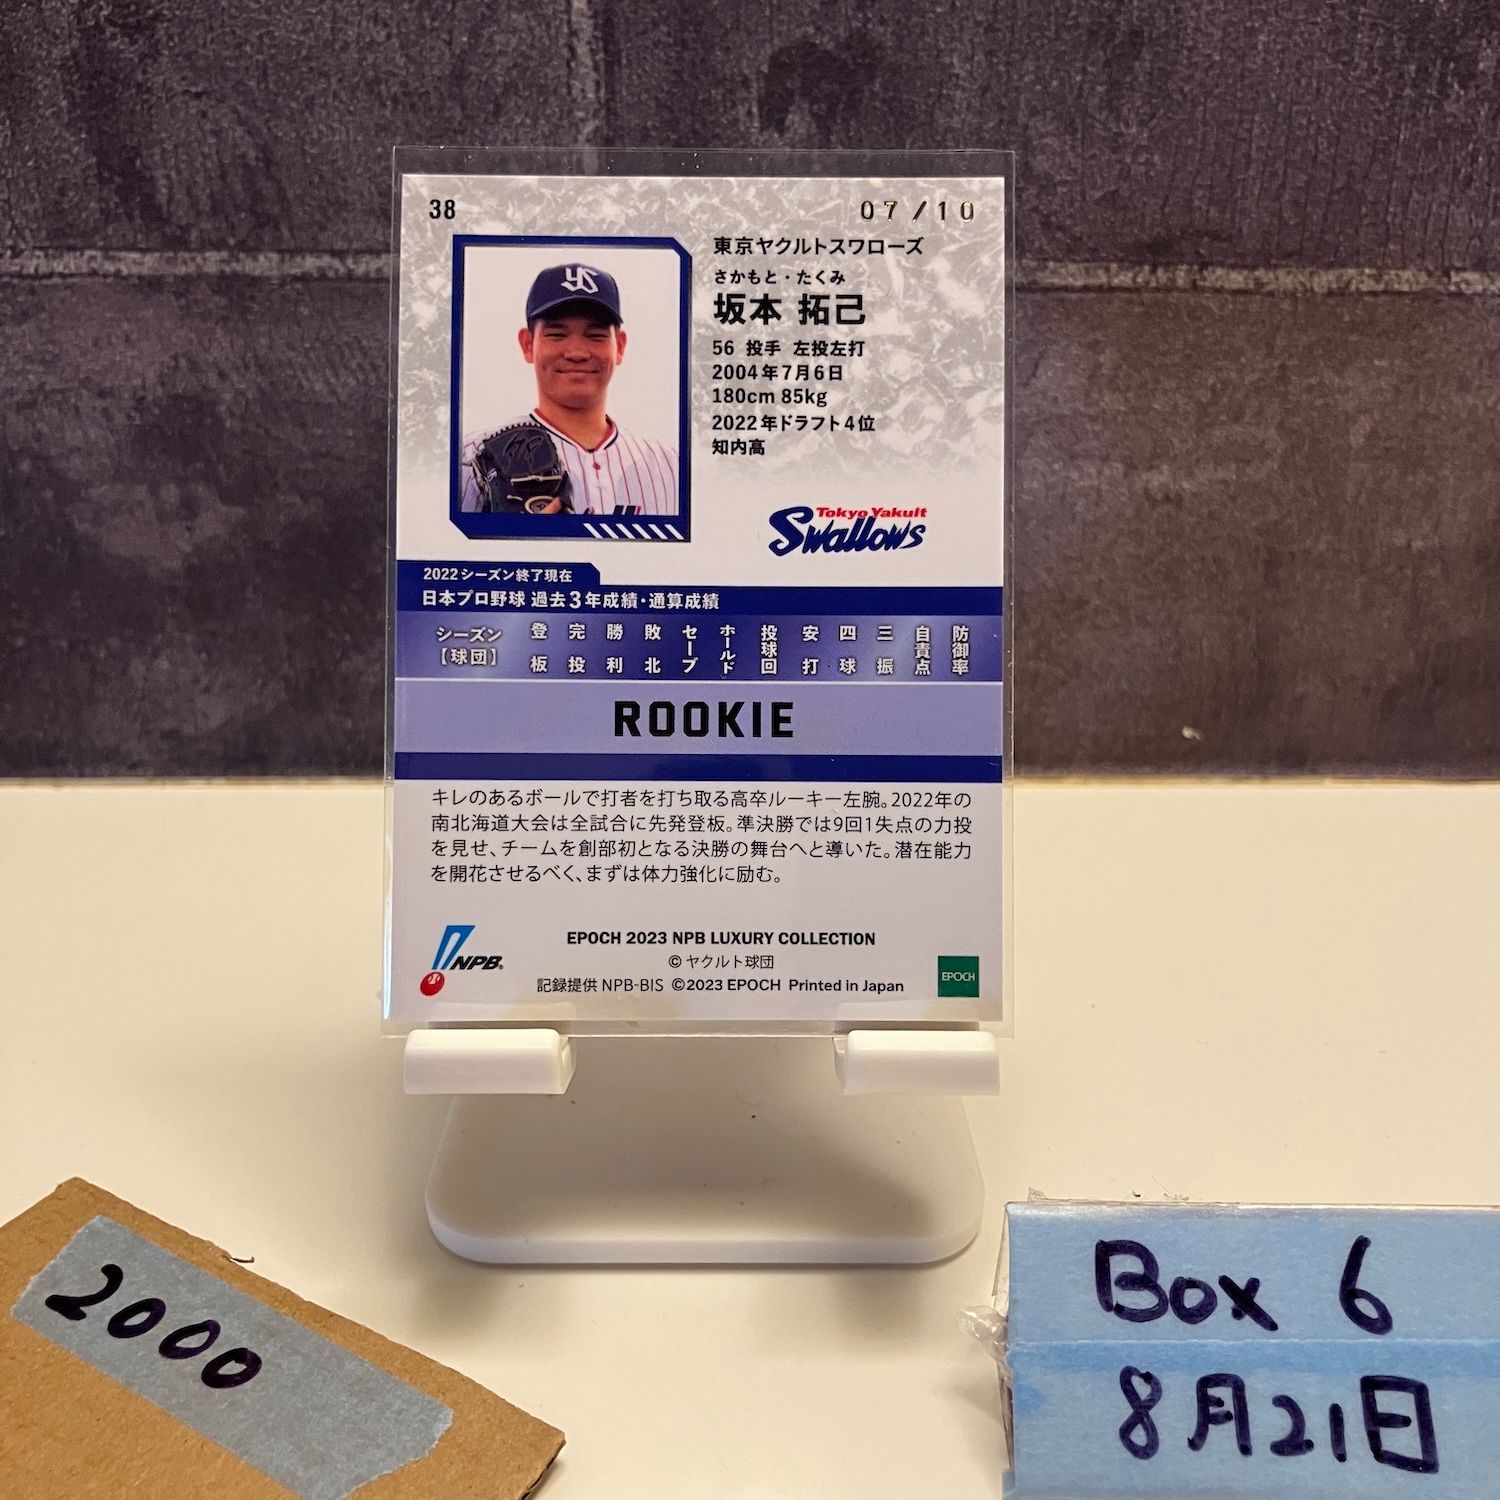 38
07/10
東京ヤクルトスワローズ
さかもと・たくみ
坂本 拓己
56 投手 左投左打
2004年7月6日
180cm 85kg
2022年ドラフト4位
知内高
YS
Tokyo Yakult
Swallows
2022シーズン終了現在
日本プロ野球 過去3年成績・通算成績
シーズン【球団】 登板 完投 勝利 敗北 セーブ ホールド 投球回 安打 四球 三振 自責点 防御率
ROOKIE
キレのあるボールで打者を打ち取る高卒ルーキー左腕。2022年の
南北海道大会は全試合に先発登板。準決勝では9回1失点の力投
を見せ、チームを創部初となる決勝の舞台へと導いた。潜在能力
を開花させるべく、まずは体力強化に励む。
NPB
EPOCH 2023 NPB LUXURY COLLECTION
©ヤクルト球団
記録提供 NPB-BIS ©2023 EPOCH Printed in Japan
EPOCH
2000
Box 6
8月21日